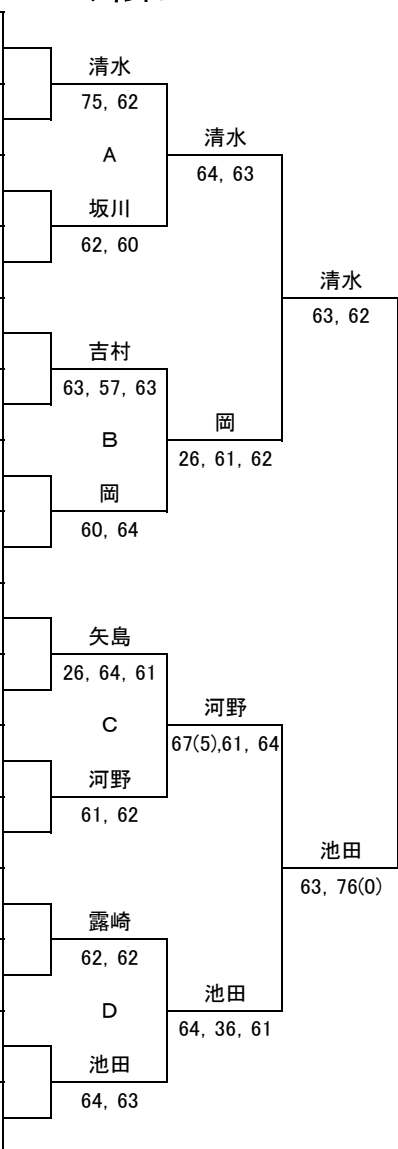 清水
75, 62
A
清水
64, 63
坂川
62, 60
清水
63, 62
吉村
63, 57, 63
B
岡
26, 61, 62
岡
60, 64
矢島
26, 64, 61
C
河野
67(5),61, 64
河野
61, 62
池田
63, 76(0)
露崎
62, 62
D
池田
64, 36, 61
池田
64, 63